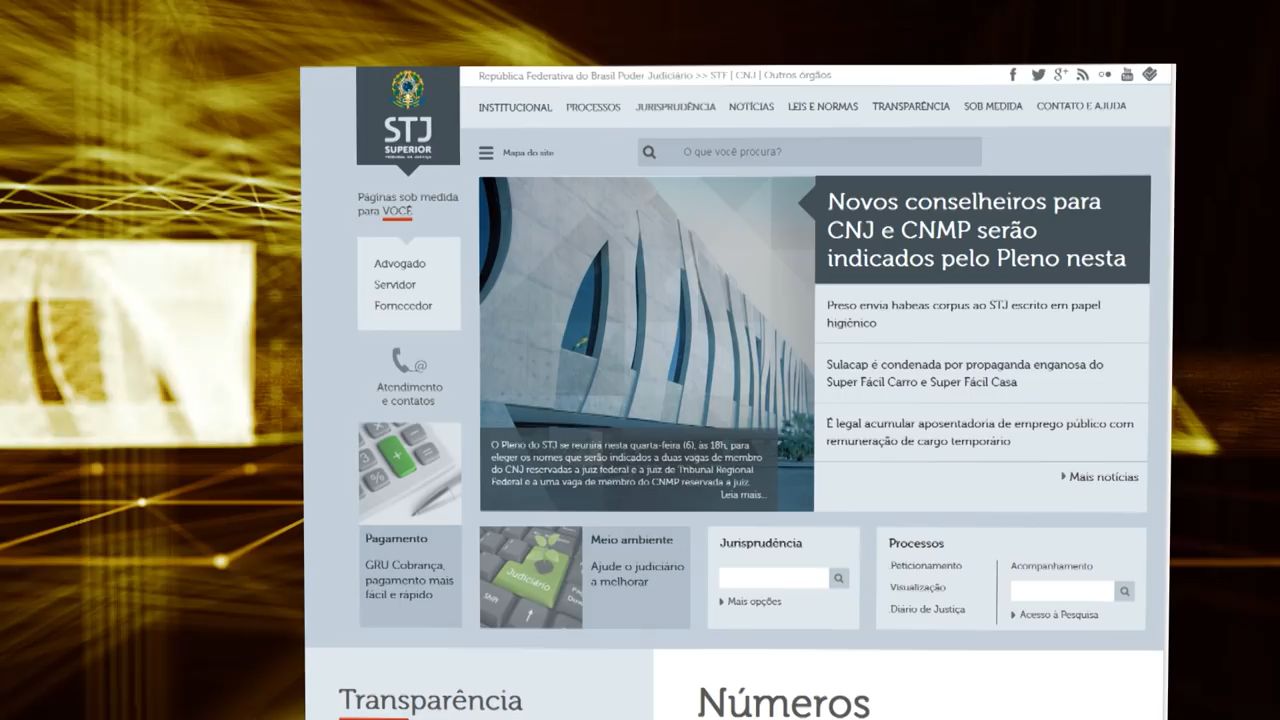 República Federativa do Brasil Poder Judiciário >> STF | CNJ | Outros órgãos
STJ
SUPERIOR
TRIBUNAL DE JUSTIÇA
INSTITUCIONAL PROCESSOS JURISPRUDÊNCIA NOTÍCIAS LEIS E NORMAS TRANSPARÊNCIA SOB MEDIDA CONTATO E AJUDA
Mapa do site
O que você procura?
Páginas sob medida
para VOCÊ
Advogado
Servidor
Fornecedor
Atendimento
e contatos
Novos conselheiros para
CNJ e CNMP serão
indicados pelo Pleno nesta
Preso envia habeas corpus ao STJ escrito em papel
higiênico
Sulacap é condenada por propaganda enganosa do
Super Fácil Carro e Super Fácil Casa
É legal acumular aposentadoria de emprego público com
remuneração de cargo temporário
Mais notícias
O Pleno do STJ se reunirá nesta quarta-feira (6), às 18h, para
eleger os nomes que serão indicados a duas vagas de membro
do CNJ reservadas a juiz federal e a juiz de Tribunal Regional
Federal e a uma vaga de membro do CNMP reservada a juiz.
Leia mais...
Pagamento
GRU Cobrança,
pagamento mais
fácil e rápido
Judiciário
Shift
Meio ambiente
Ajude o judiciário
a melhorar
Jurisprudência
Mais opções
Processos
Peticionamento
Visualização
Diário de Justiça
Acompanhamento
Acesso à Pesquisa
Transparência
Números